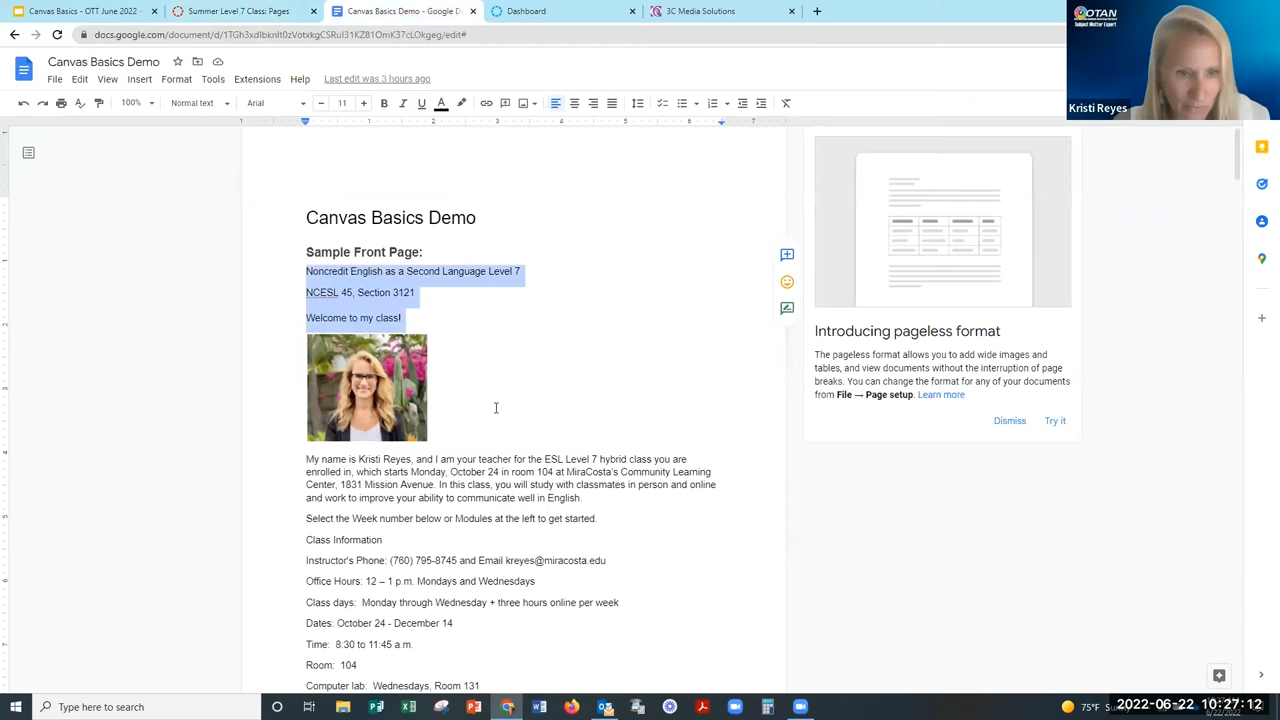 Canvas Basics - OTT June 2022 -
Summer Level 7 Class: Pages
Canvas Basics Demo - Google D
Dashboard
3C Media Solutions
OTAN
Subject Matter Expert
Kristi Reyes
Canvas Basics Demo
File Edit View Insert Format Tools Extensions Help Last edit was 3 hours ago
100% Normal text Arial 11
Canvas Basics Demo
Sample Front Page:
Noncredit English as a Second Language Level 7
NCESL 45, Section 3121
Welcome to my class!
My name is Kristi Reyes, and I am your teacher for the ESL Level 7 hybrid class you are
enrolled in, which starts Monday, October 24 in room 104 at MiraCosta's Community Learning
Center, 1831 Mission Avenue. In this class, you will study with classmates in person and online
and work to improve your ability to communicate well in English.
Select the Week number below or Modules at the left to get started.
Class Information
Instructor's Phone: (760) 795-8745 and Email kreyes@miracosta.edu
Office Hours: 12 – 1 p.m. Mondays and Wednesdays
Class days: Monday through Wednesday + three hours online per week
Dates: October 24 - December 14
Time: 8:30 to 11:45 a.m.
Room: 104
Computer lab: Wednesdays, Room 131
Introducing pageless format
The pageless format allows you to add wide images and
tables, and view documents without the interruption of page
breaks. You can change the format for any of your documents
from File → Page setup. Learn more
Dismiss Try it
Type here to search
75°F
2022-06-22 10:27:12